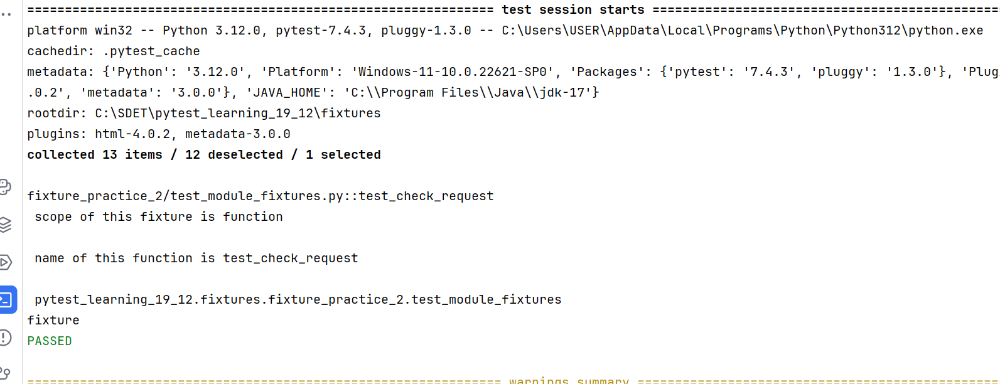 ============================================================== test session starts ==============================================
platform win32 -- Python 3.12.0, pytest-7.4.3, pluggy-1.3.0 -- C:\Users\USER\AppData\Local\Programs\Python\Python312\python.exe
cachedir: .pytest_cache
metadata: {'Python': '3.12.0', 'Platform': 'Windows-11-10.0.22621-SP0', 'Packages': {'pytest': '7.4.3', 'pluggy': '1.3.0'}, 'Plug
.0.2', 'metadata': '3.0.0'}, 'JAVA_HOME': 'C:\\Program Files\\Java\\jdk-17'}
rootdir: C:\SDET\pytest_learning_19_12\fixtures
plugins: html-4.0.2, metadata-3.0.0
collected 13 items / 12 deselected / 1 selected
fixture_practice_2/test_module_fixtures.py::test_check_request
scope of this fixture is function
name of this function is test_check_request
pytest_learning_19_12.fixtures.fixture_practice_2.test_module_fixtures
fixture
PASSED
=============================================================== warnings summary ================================================